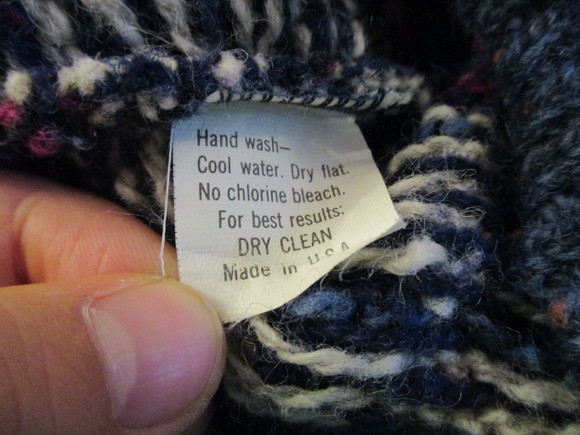 Hand wash–
Cool water. Dry flat.
No chlorine bleach.
For best results:
DRY CLEAN
Made in U.S.A.